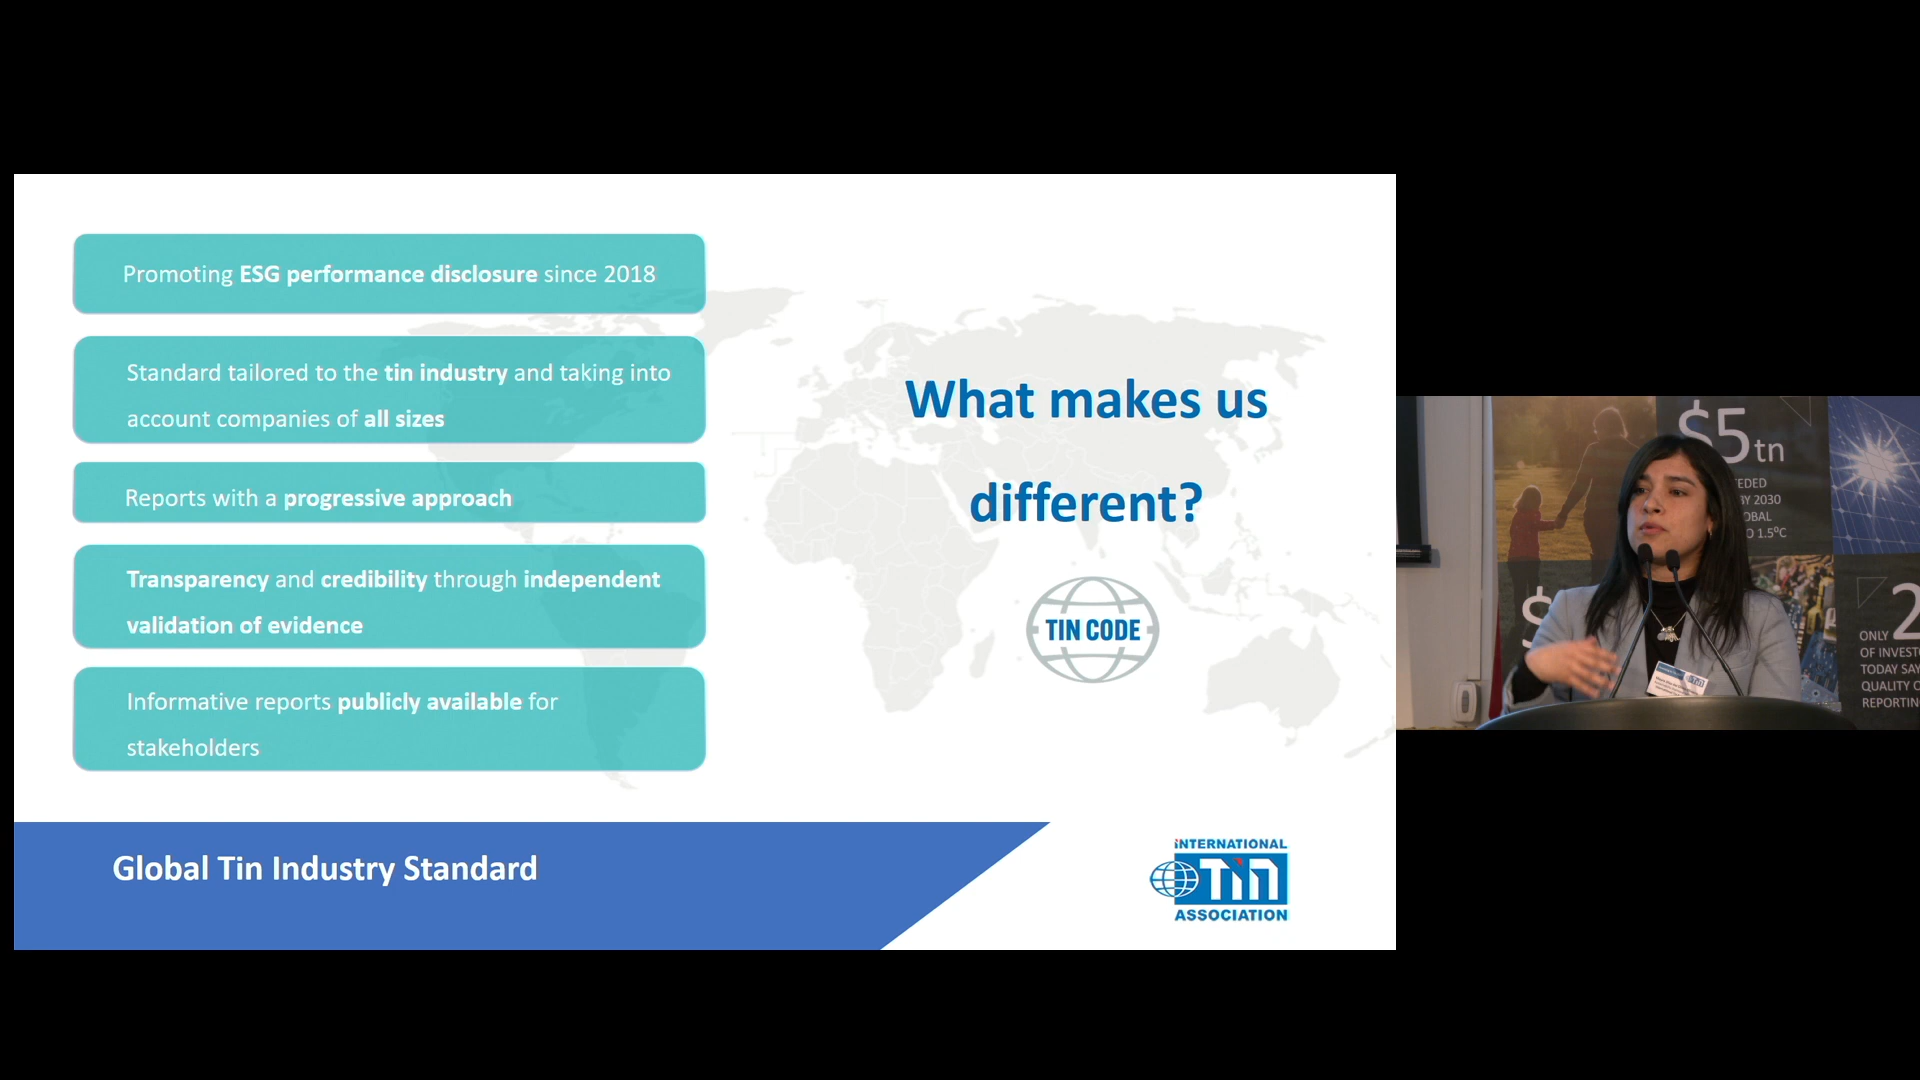 Promoting ESG performance disclosure since 2018
Standard tailored to the tin industry and taking into
account companies of all sizes
Reports with a progressive approach
Transparency and credibility through independent
validation of evidence
Informative reports publicly available for
stakeholders
What makes us
different?
TIN CODE
Global Tin Industry Standard
INTERNATIONAL
TIN
ASSOCIATION
$5tn
BY 2030
1.5°C
$
2
ONLY
OF
TODAY SAY
QUALITY